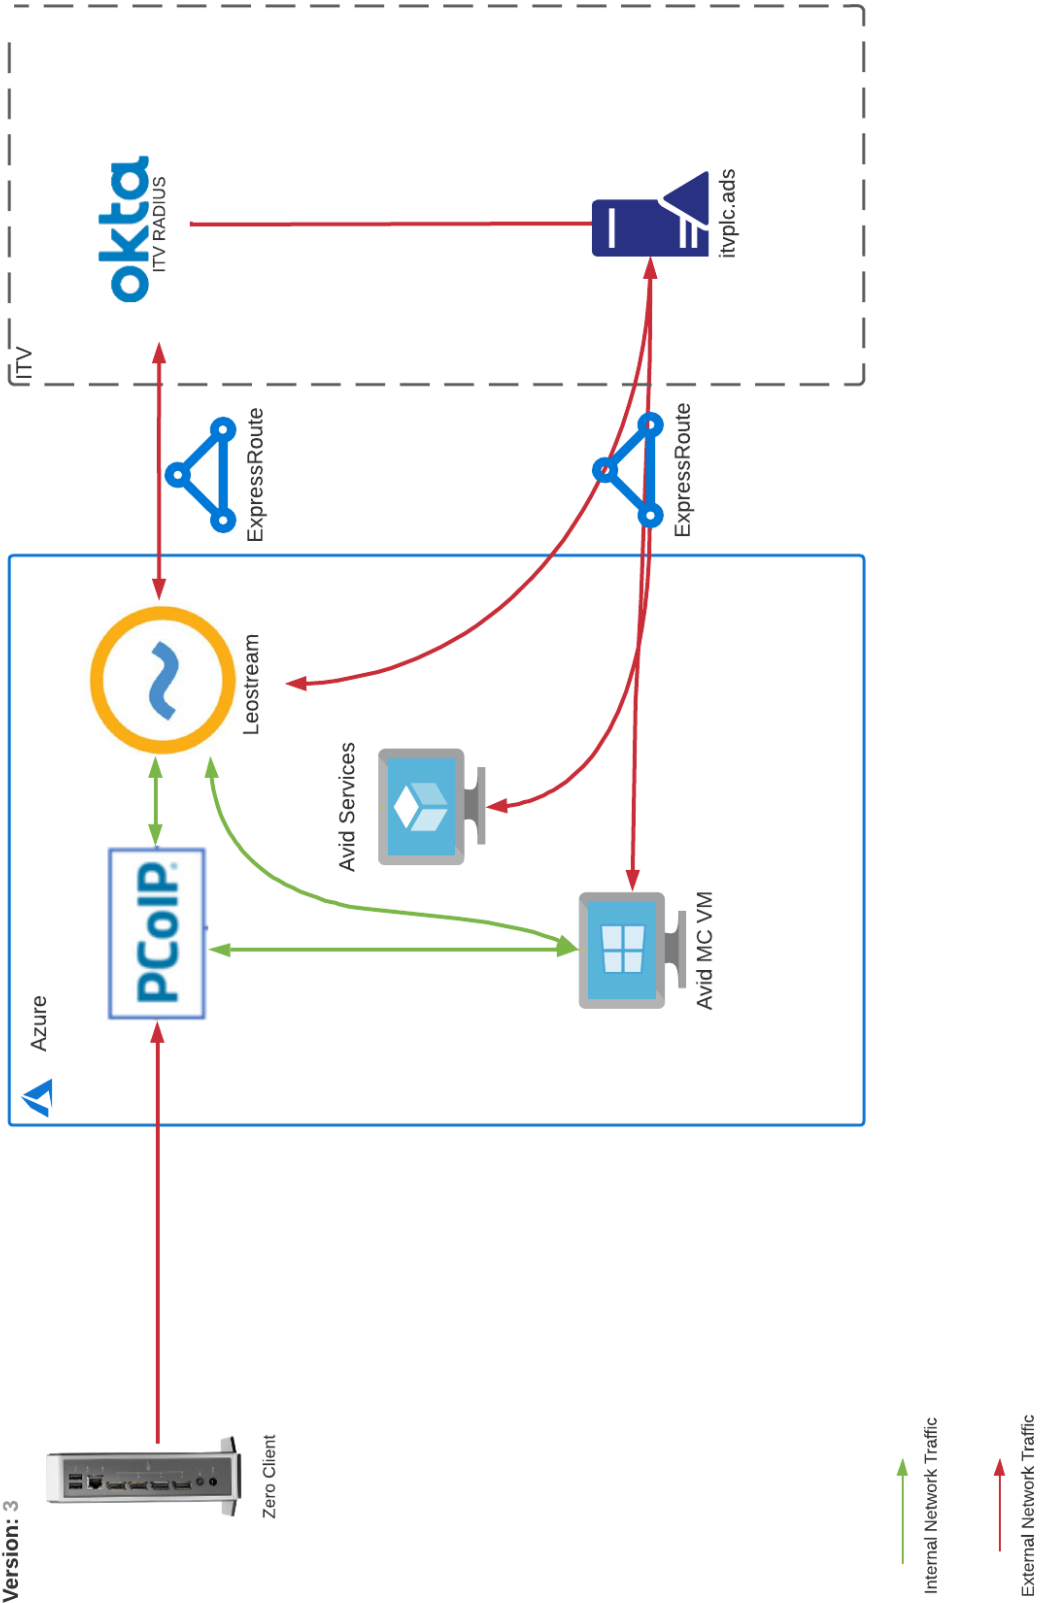 Version: 3
Zero Client
Azure
PCoIP®
Leostream
Avid Services
Avid MC VM
ExpressRoute
ExpressRoute
ITV
okta
ITV RADIUS
itvplc.ads
Internal Network Traffic
External Network Traffic